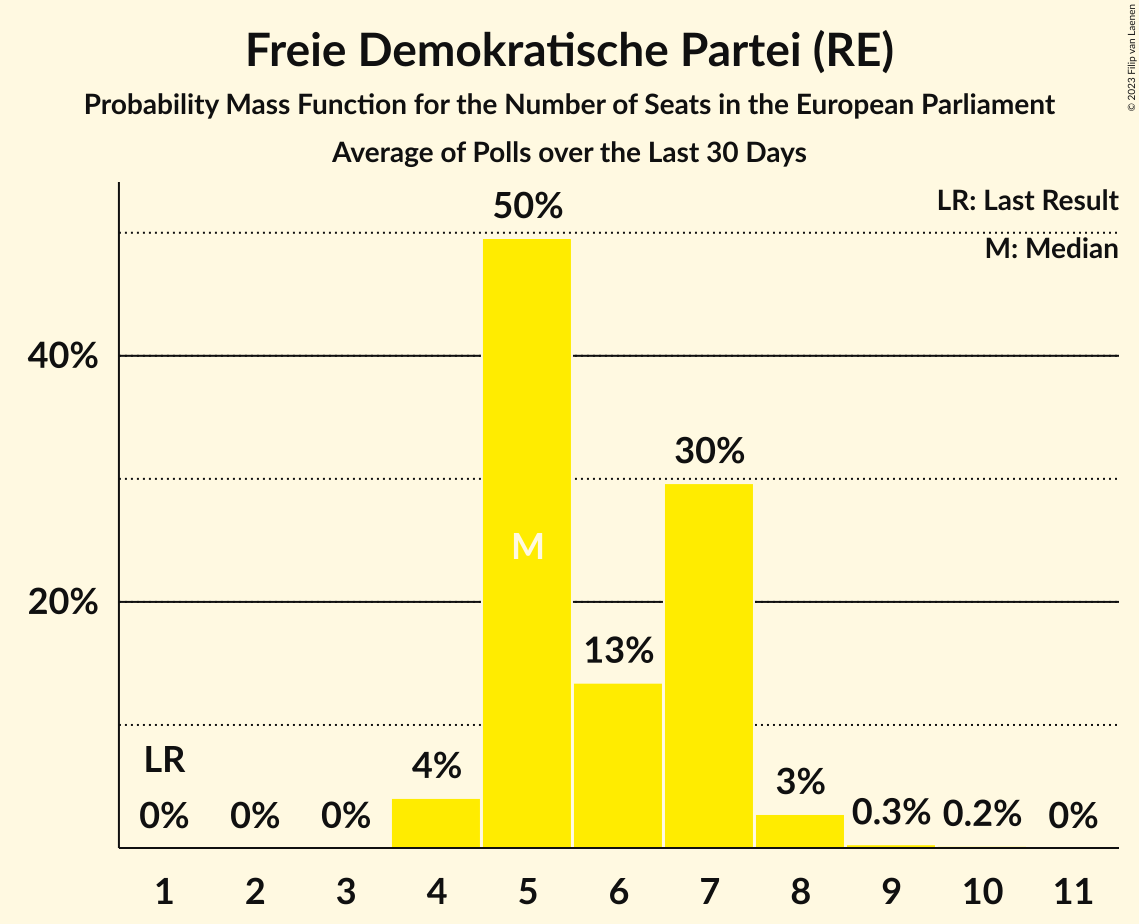 Freie Demokratische Partei (RE)
Probability Mass Function for the Number of Seats in the European Parliament
Average of Polls over the Last 30 Days
© 2023 Filip van Laenen
LR: Last Result
M: Median
50%
40%
30%
M
20%
13%
LR
4%
3%
0% 0% 0% 0.3% 0.2% 0%
1 2 3 4 5 6 7 8 9 10 11